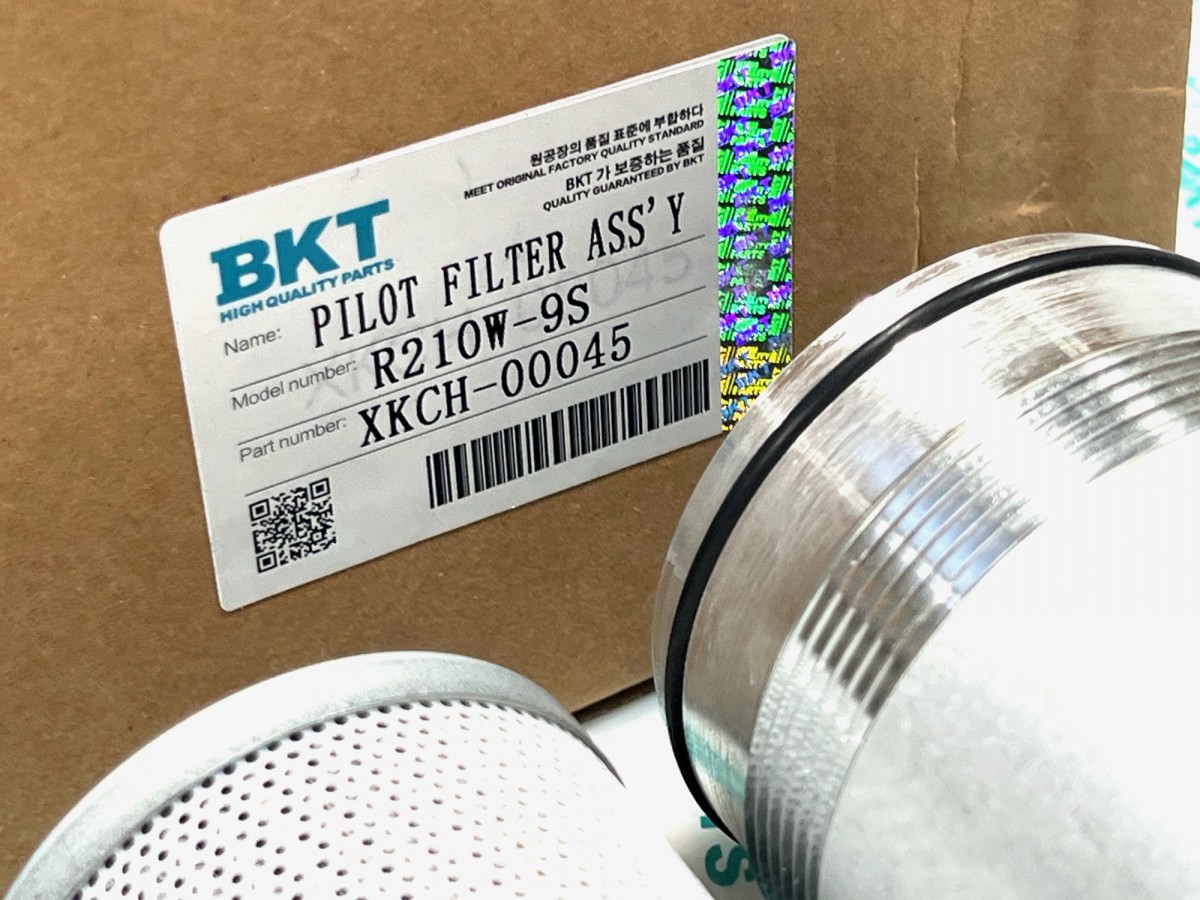 원공장의 품질 표준에 부합하다
MEET ORIGINAL FACTORY QUALITY STANDARD
BKT 가 보증하는 품질
QUALITY GUARANTEED BY BKT
BKT
HIGH QUALITY PARTS
Name: PILOT FILTER ASS'Y
Model number: R210W-9S
Part number: XKCH-00045